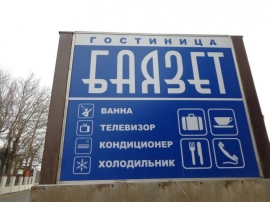 ГОСТИНИЦА
БАЯЗЕТ
ВАННА
ТЕЛЕВИЗОР
КОНДИЦИОНЕР
ХОЛОДИЛЬНИК